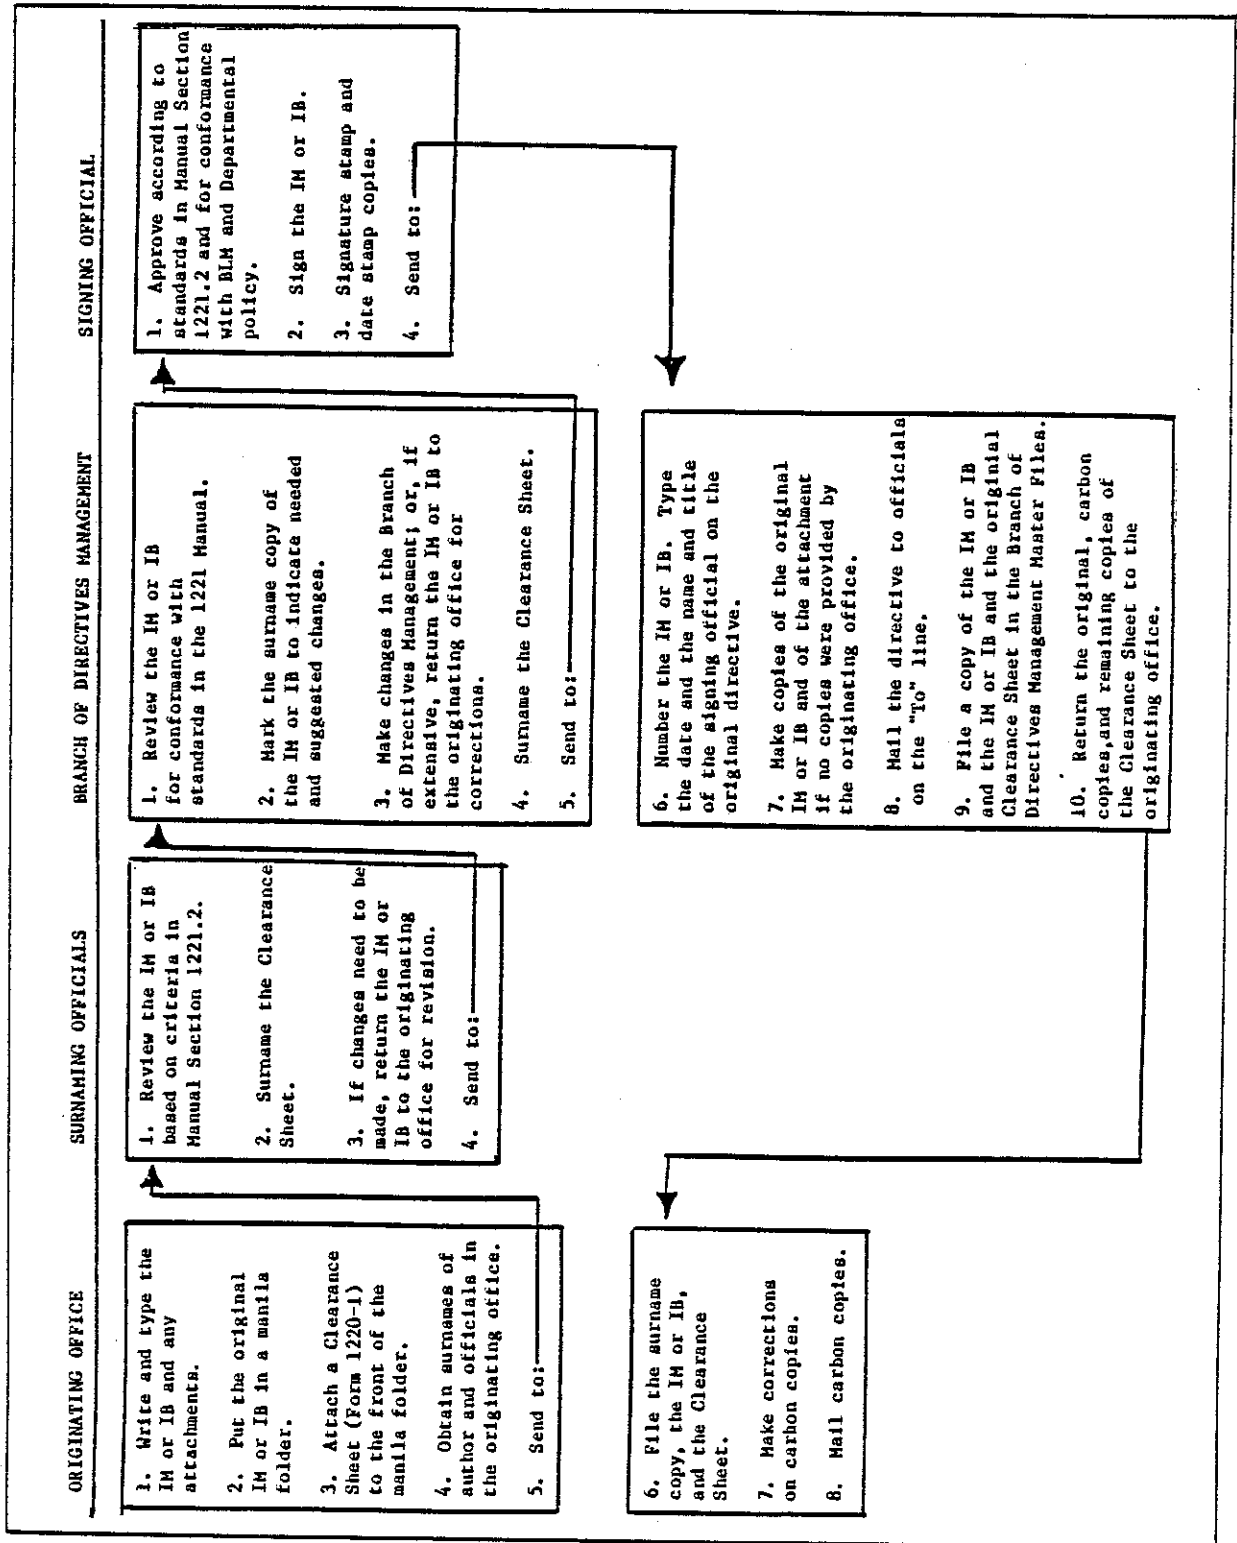 ORIGINATING OFFICE
SURNAMING OFFICIALS
BRANCH OF DIRECTIVES MANAGEMENT
SIGNING OFFICIAL
1. Write and type the
IM or IB and any
attachments.
2. Put the original
IM or IB in a manila
folder.
3. Attach a Clearance
Sheet (Form 1220-1)
to the front of the
manila folder.
4. Obtain surnames of
author and officials in
the originating office.
5. Send to:
1. Review the IM or IB
based on criteria in
Manual Section 1221.2.
2. Surname the Clearance
Sheet.
3. If changes need to be
made, return the IM or
IB to the originating
office for revision.
4. Send to:
1. Review the IM or IB
for conformance with
standards in the 1221 Manual.
2. Mark the surname copy of
the IM or IB to indicate needed
and suggested changes.
3. Make changes in the Branch
of Directives Management; or, if
extensive, return the IM or IB to
the originating office for
corrections.
4. Surname the Clearance Sheet.
5. Send to:
1. Approve according to
standards in Manual Section
1221.2 and for conformance
with BLM and Departmental
policy.
2. Sign the IM or IB.
3. Signature stamp and
date stamp copies.
4. Send to:
6. Number the IM or IB. Type
the date and the name and title
of the signing official on the
original directive.
7. Make copies of the original
IM or IB and of the attachment
if no copies were provided by
the originating office.
8. Mail the directive to officials
on the "To" line.
9. File a copy of the IM or IB
and the IM or IB and the originial
Clearance Sheet in the Branch of
Directives Management Master Files.
10. Return the original, carbon
copies,and remaining copies of
the Clearance Sheet to the
originating office.
6. File the surname
copy, the IM or IB,
and the Clearance
Sheet.
7. Make corrections
on carbon copies.
8. Mail carbon copies.